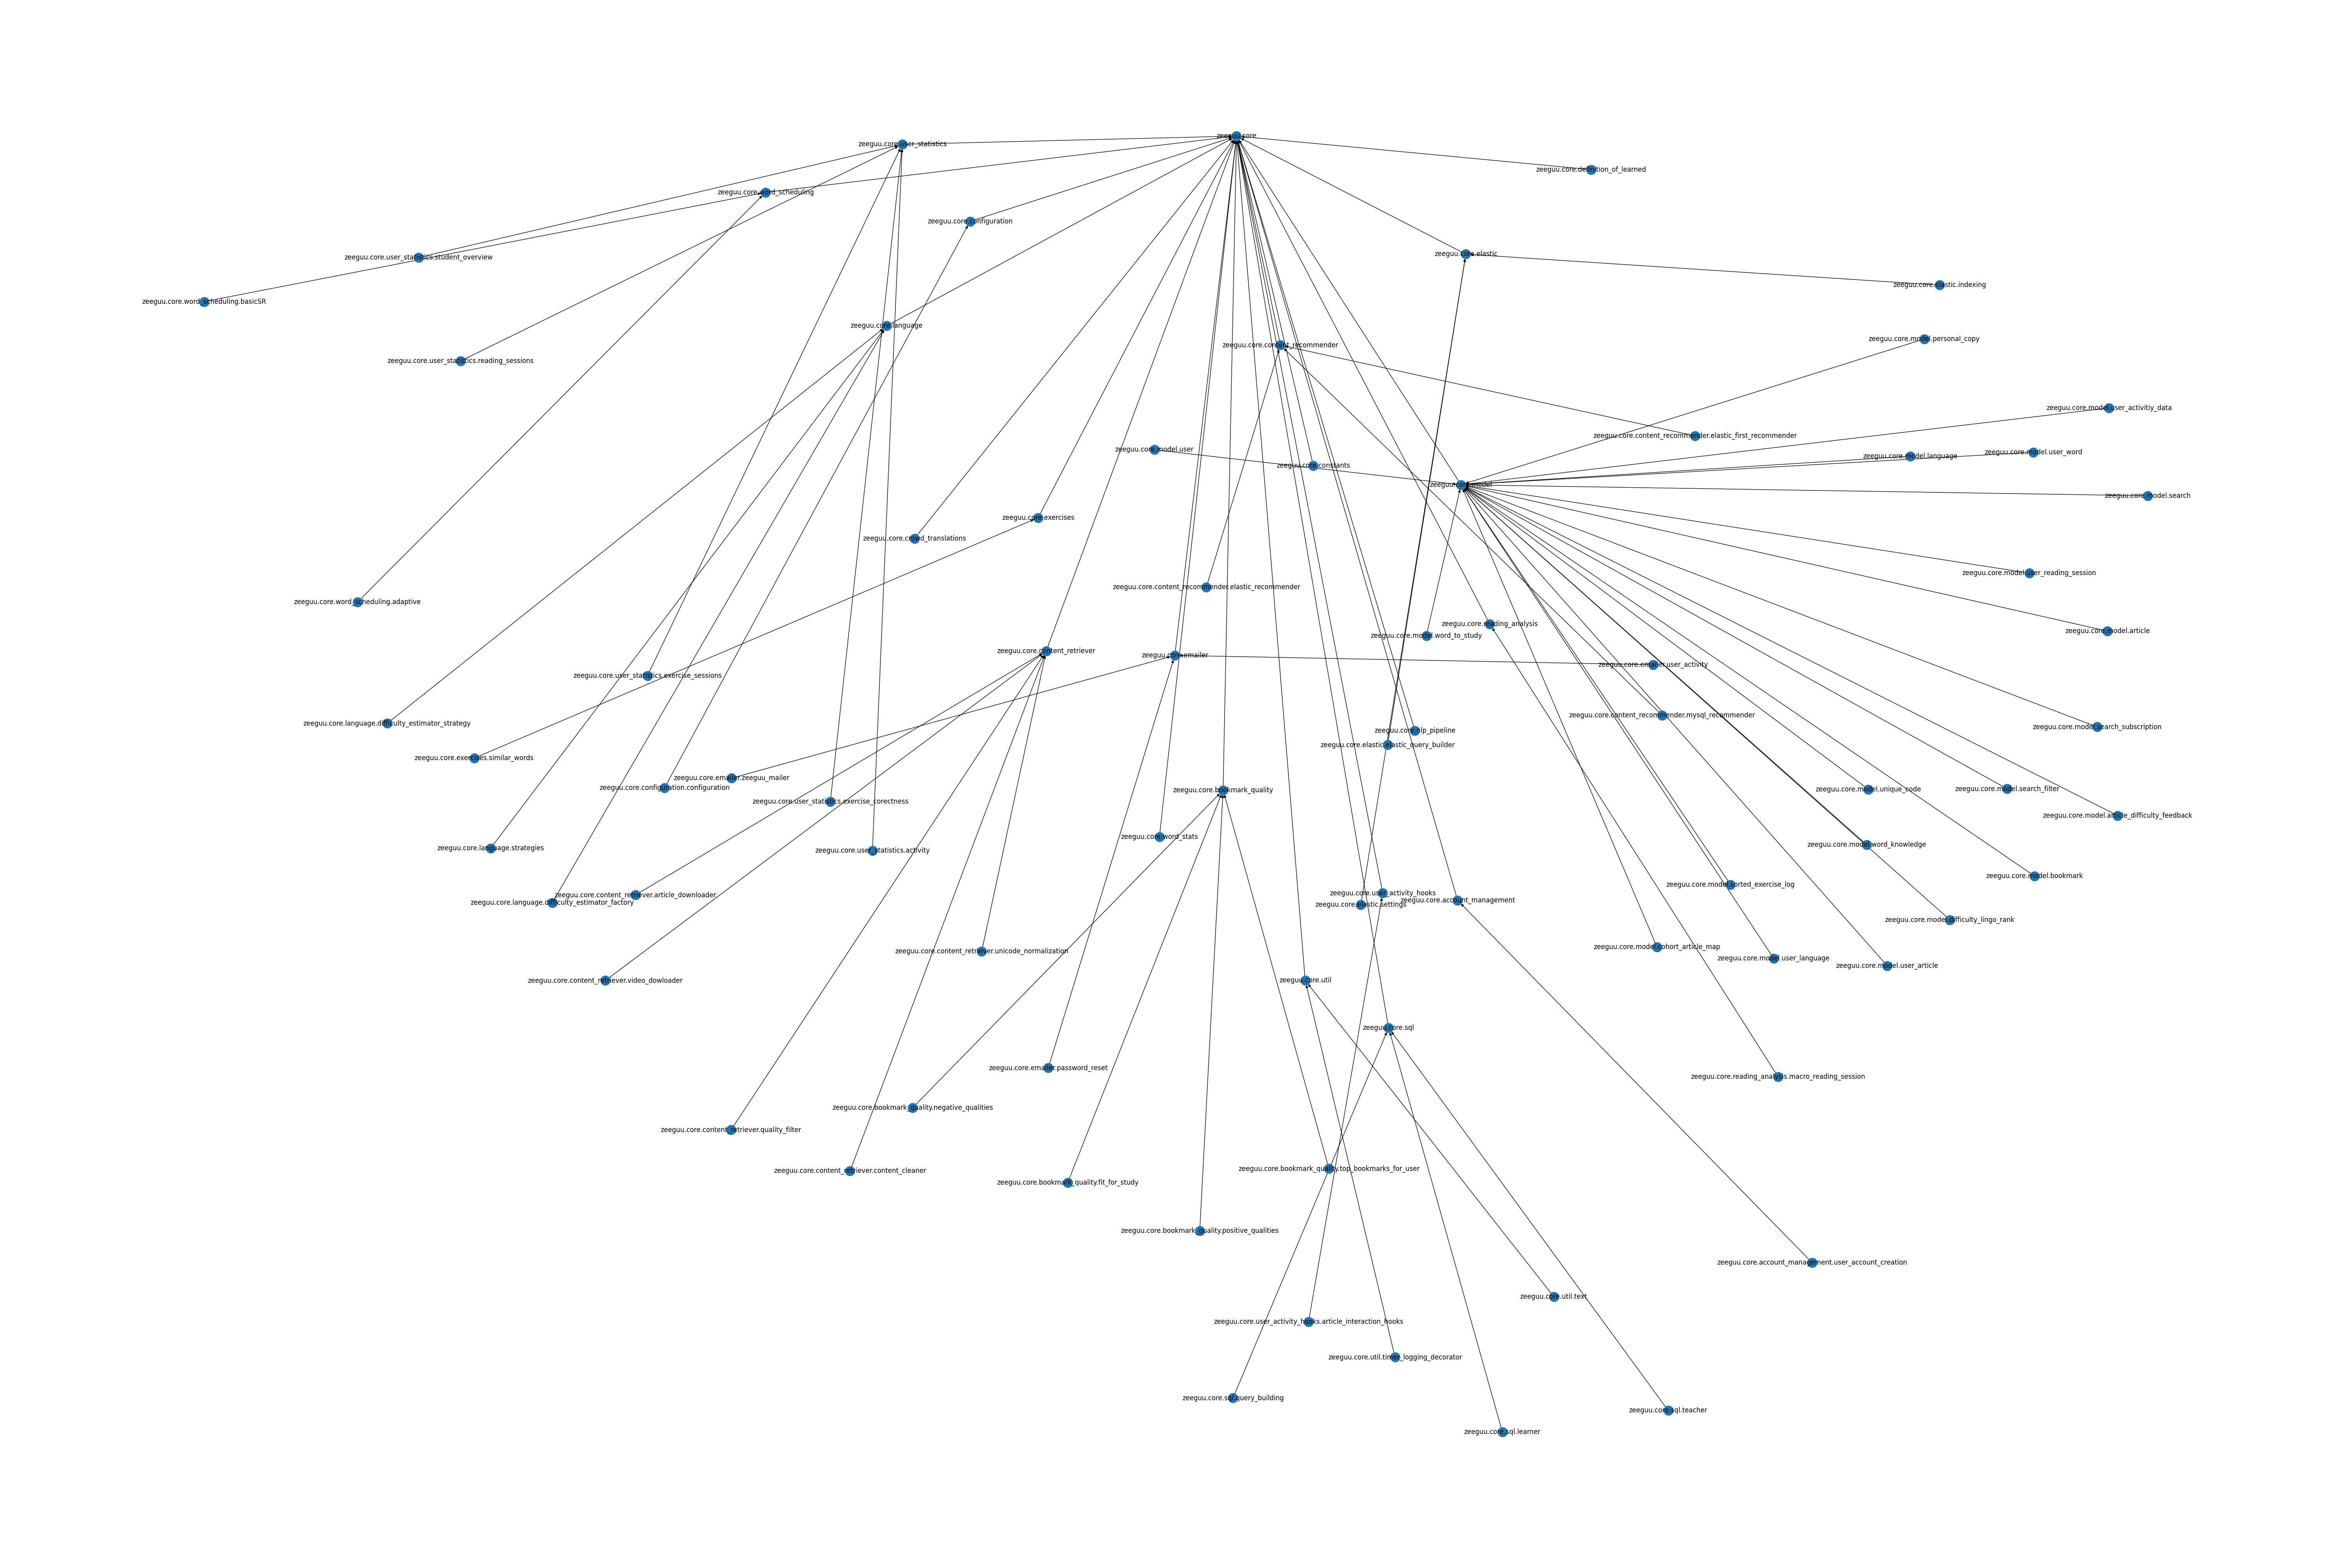 zeeguu.core
zeeguu.core.user_statistics
zeeguu.core.definition_of_learned
zeeguu.core.word_scheduling
zeeguu.core.configuration
zeeguu.core.elastic
zeeguu.core.user_statistics.student_overview
zeeguu.core.elastic.indexing
zeeguu.core.word_scheduling.basicSR
zeeguu.core.language
zeeguu.core.model.personal_copy
zeeguu.core.content_recommender
zeeguu.core.user_statistics.reading_sessions
zeeguu.core.model.user_activitiy_data
zeeguu.core.content_recommender.elastic_first_recommender
zeeguu.core.model.user
zeeguu.core.model.user_word
zeeguu.core.model.language
zeeguu.core.constants
zeeguu.core.model
zeeguu.core.model.search
zeeguu.core.exercises
zeeguu.core.crowd_translations
zeeguu.core.model.user_reading_session
zeeguu.core.content_recommender.elastic_recommender
zeeguu.core.word_scheduling.adaptive
zeeguu.core.reading_analysis
zeeguu.core.model.article
zeeguu.core.model.word_to_study
zeeguu.core.content_retriever
zeeguu.core.emailer
zeeguu.core.emailer.user_activity
zeeguu.core.user_statistics.exercise_sessions
zeeguu.core.content_recommender.mysql_recommender
zeeguu.core.language.difficulty_estimator_strategy
zeeguu.core.model.search_subscription
zeeguu.core.nlp_pipeline
zeeguu.core.elastic.elastic_query_builder
zeeguu.core.exercises.similar_words
zeeguu.core.emailer.zeeguu_mailer
zeeguu.core.configuration.configuration
zeeguu.core.bookmark_quality
zeeguu.core.model.unique_code
zeeguu.core.model.search_filter
zeeguu.core.user_statistics.exercise_corectness
zeeguu.core.model.article_difficulty_feedback
zeeguu.core.word_stats
zeeguu.core.model.word_knowledge
zeeguu.core.language.strategies
zeeguu.core.user_statistics.activity
zeeguu.core.model.bookmark
zeeguu.core.model.sorted_exercise_log
zeeguu.core.content_retriever.article_downloader
zeeguu.core.user_activity_hooks
zeeguu.core.language.difficulty_estimator_factory
zeeguu.core.elastic.settings
zeeguu.core.account_management
zeeguu.core.model.difficulty_lingo_rank
zeeguu.core.model.cohort_article_map
zeeguu.core.content_retriever.unicode_normalization
zeeguu.core.model.user_language
zeeguu.core.model.user_article
zeeguu.core.content_retriever.video_dowloader
zeeguu.core.util
zeeguu.core.sql
zeeguu.core.emailer.password_reset
zeeguu.core.reading_analysis.macro_reading_session
zeeguu.core.bookmark_quality.negative_qualities
zeeguu.core.content_retriever.quality_filter
zeeguu.core.bookmark_quality.top_bookmarks_for_user
zeeguu.core.content_retriever.content_cleaner
zeeguu.core.bookmark_quality.fit_for_study
zeeguu.core.bookmark_quality.positive_qualities
zeeguu.core.account_management.user_account_creation
zeeguu.core.util.text
zeeguu.core.user_activity_hooks.article_interaction_hooks
zeeguu.core.util.timer_logging_decorator
zeeguu.core.sql.query_building
zeeguu.core.sql.teacher
zeeguu.core.sql.learner